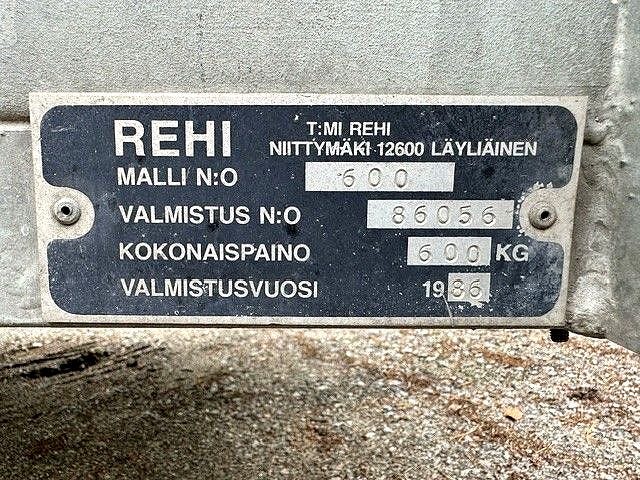 REHI
T:MI REHI
NIITTYMÄKI 12600 LÄYLIÄINEN
MALLI N:O 600
VALMISTUS N:O 86056
KOKONAISPAINO 600 KG
VALMISTUSVUOSI 1986